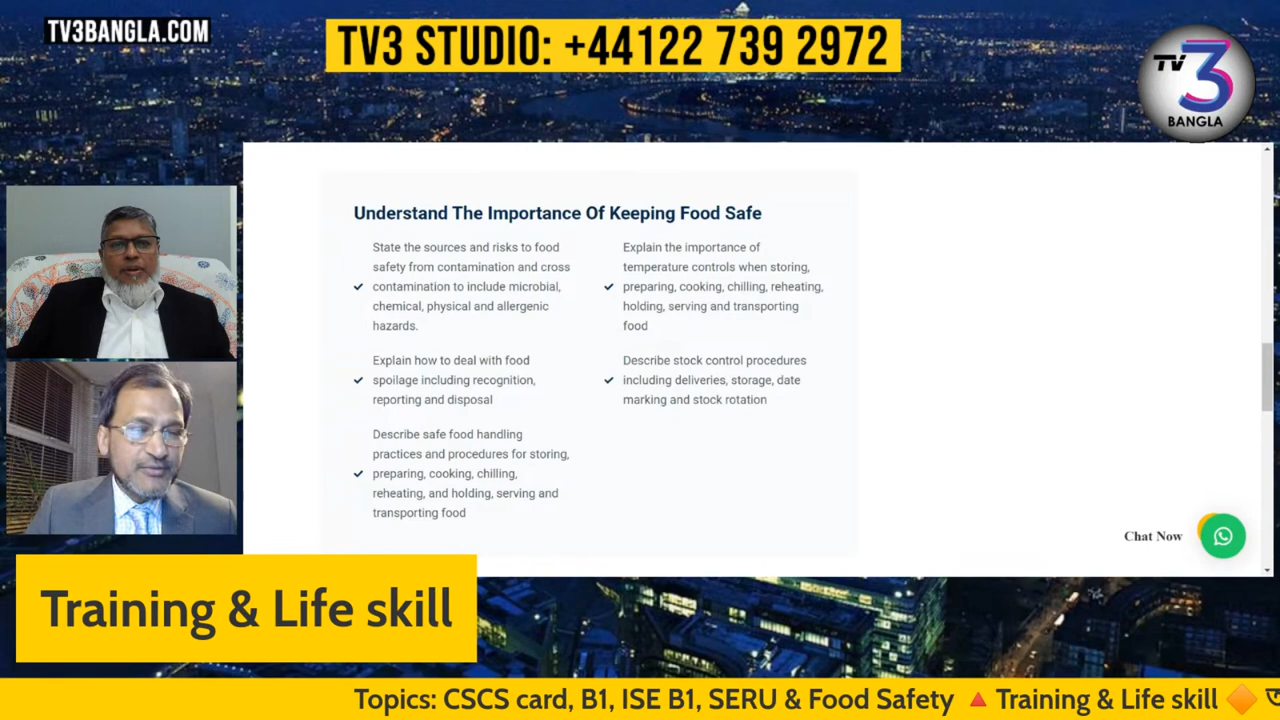 TV3BANGLA.COM
TV3 STUDIO: +44122 739 2972
TV3
BANGLA
Understand The Importance Of Keeping Food Safe
State the sources and risks to food
safety from contamination and cross
contamination to include microbial,
chemical, physical and allergenic
hazards.
Explain the importance of
temperature controls when storing,
preparing, cooking, chilling, reheating,
holding, serving and transporting
food
Explain how to deal with food
spoilage including recognition,
reporting and disposal
Describe stock control procedures
including deliveries, storage, date
marking and stock rotation
Describe safe food handling
practices and procedures for storing,
preparing, cooking, chilling,
reheating, and holding, serving and
transporting food
Chat Now
Training & Life skill
Topics: CSCS card, B1, ISE B1, SERU & Food Safety 🔺Training & Life skill 🔶